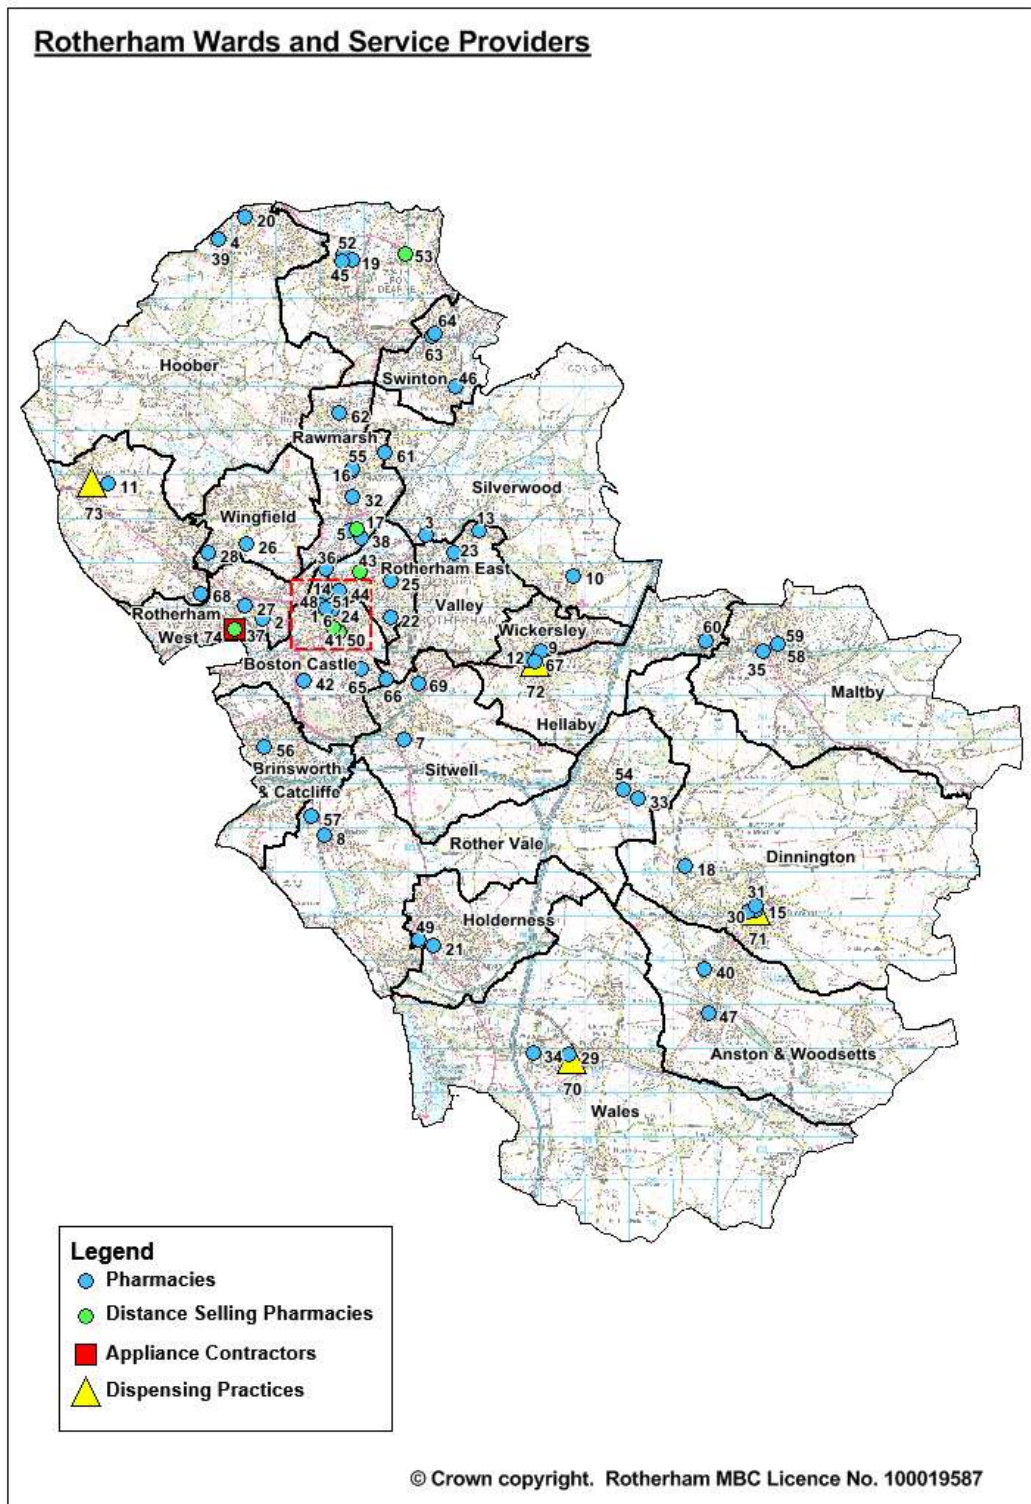 Rotherham Wards and Service Providers
20
4
39
52
45
19
53
64
63
Swinton
46
Hoober
62
Rawmarsh
55
61
16
32
Silverwood
11
73
Wingfield
5
17
38
3
13
28
26
23
36
43
Rotherham East
10
68
14
44
25
Valley
48
51
Rotherham
27
2
1
6
24
22
Wickersley
West
74
37
41
50
60
59
58
35
9
12
67
72
Boston Castle
42
65
66
69
Maltby
Hellaby
56
7
Sitwell
Brinsworth
& Catcliffe
54
33
57
8
Rother Vale
Dinnington
18
31
30
15
71
Holderness
49
21
40
47
34
29
70
Anston & Woodsetts
Wales
Legend
Pharmacies
Distance Selling Pharmacies
Appliance Contractors
Dispensing Practices
© Crown copyright. Rotherham MBC Licence No. 100019587